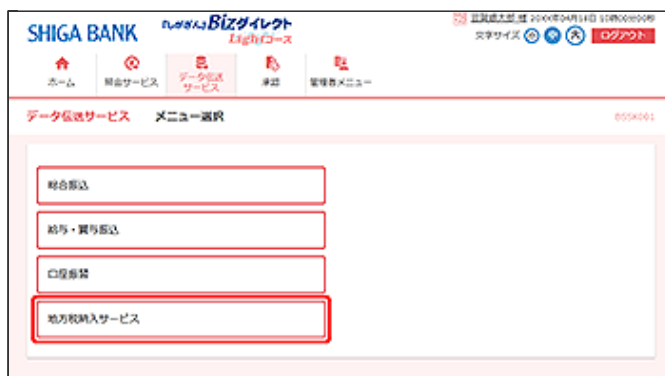 SHIGA BANK
『しがぎん』Bizダイレクト
Lightコース
文字サイズ 小 中 大 ログアウト
ホーム 照会サービス データ伝送サービス 承認 管理者メニュー
データ伝送サービス メニュー選択 BSSK001
総合振込
給与・賞与振込
口座振替
地方税納入サービス